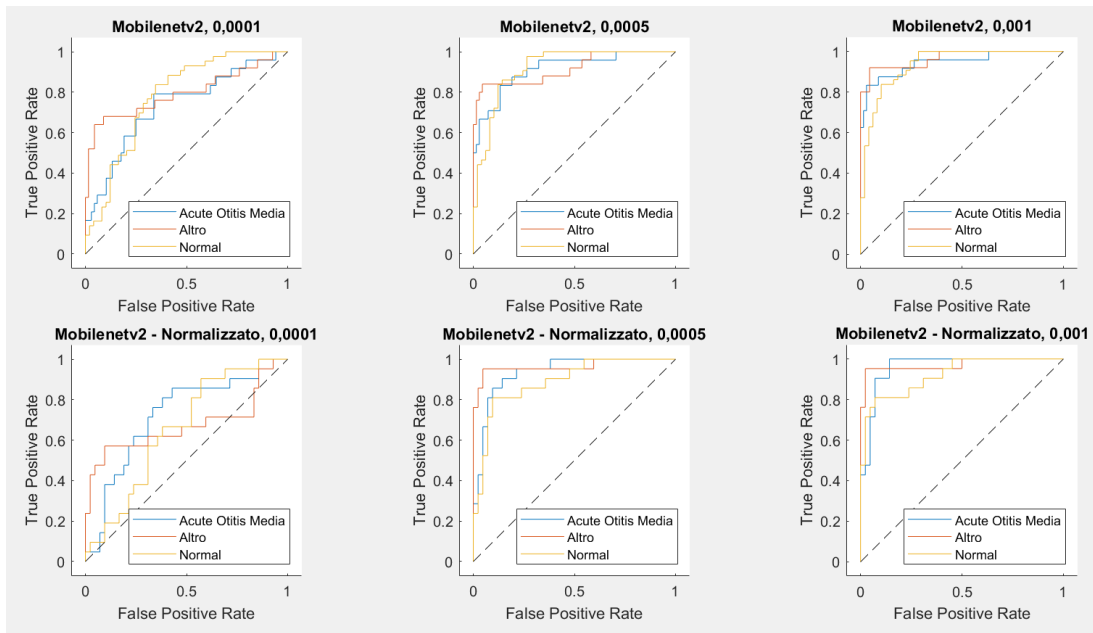 Mobilenetv2, 0,0001
1
0.8
0.6
0.4
0.2
0
True Positive Rate
Acute Otitis Media
Altro
Normal
0
0.5
1
False Positive Rate
Mobilenetv2, 0,0005
1
0.8
0.6
0.4
0.2
0
True Positive Rate
Acute Otitis Media
Altro
Normal
0
0.5
1
False Positive Rate
Mobilenetv2, 0,001
1
0.8
0.6
0.4
0.2
0
True Positive Rate
Acute Otitis Media
Altro
Normal
0
0.5
1
False Positive Rate
Mobilenetv2 - Normalizzato, 0,0001
1
0.8
0.6
0.4
0.2
0
True Positive Rate
Acute Otitis Media
Altro
Normal
0
0.5
1
False Positive Rate
Mobilenetv2 - Normalizzato, 0,0005
1
0.8
0.6
0.4
0.2
0
True Positive Rate
Acute Otitis Media
Altro
Normal
0
0.5
1
False Positive Rate
Mobilenetv2 - Normalizzato, 0,001
1
0.8
0.6
0.4
0.2
0
True Positive Rate
Acute Otitis Media
Altro
Normal
0
0.5
1
False Positive Rate